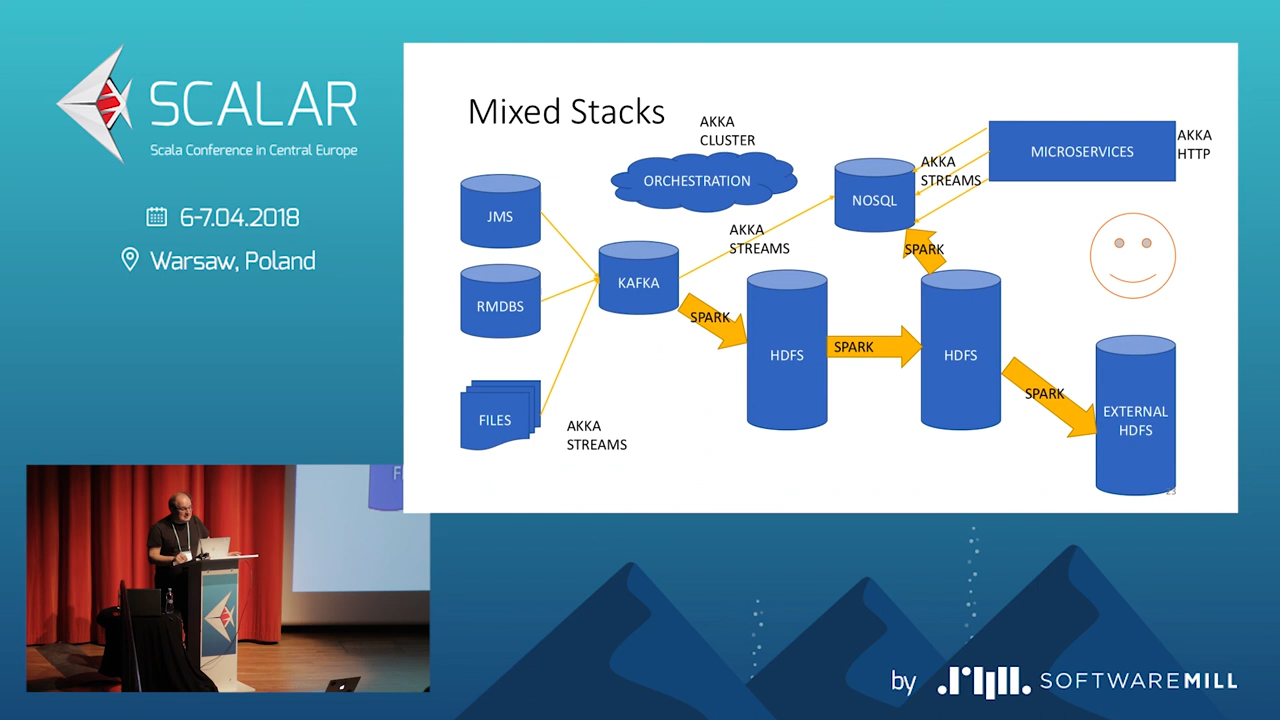 SCALAR
Scala Conference in Central Europe
6-7.04.2018
Warsaw, Poland
Mixed Stacks
AKKA
CLUSTER
ORCHESTRATION
JMS
RMDBS
FILES
AKKA
STREAMS
KAFKA
AKKA
STREAMS
SPARK
HDFS
SPARK
HDFS
SPARK
NOSQL
AKKA
STREAMS
MICROSERVICES
AKKA
HTTP
SPARK
EXTERNAL
HDFS
23
by
SOFTWAREMILL